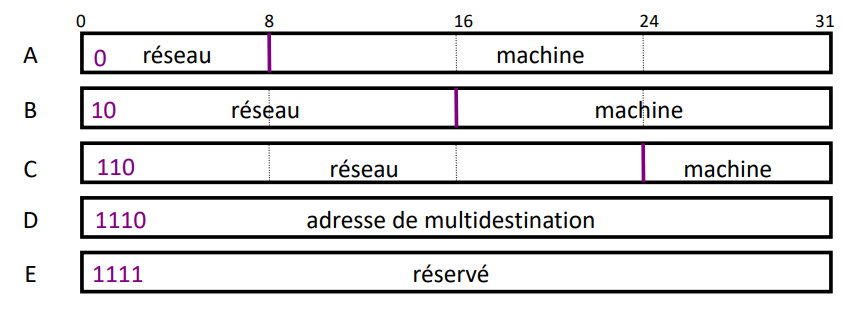 0 8 16 24 31
A 0 réseau machine
B 10 réseau machine
C 110 réseau machine
D 1110 adresse de multidestination
E 1111 réservé